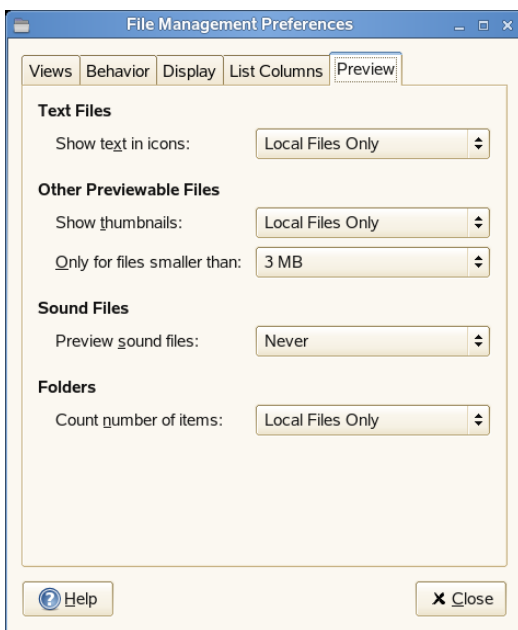 File Management Preferences
Views Behavior Display List Columns Preview
Text Files
Show text in icons: Local Files Only
Other Previewable Files
Show thumbnails: Local Files Only
Only for files smaller than: 3 MB
Sound Files
Preview sound files: Never
Folders
Count number of items: Local Files Only
Help Close